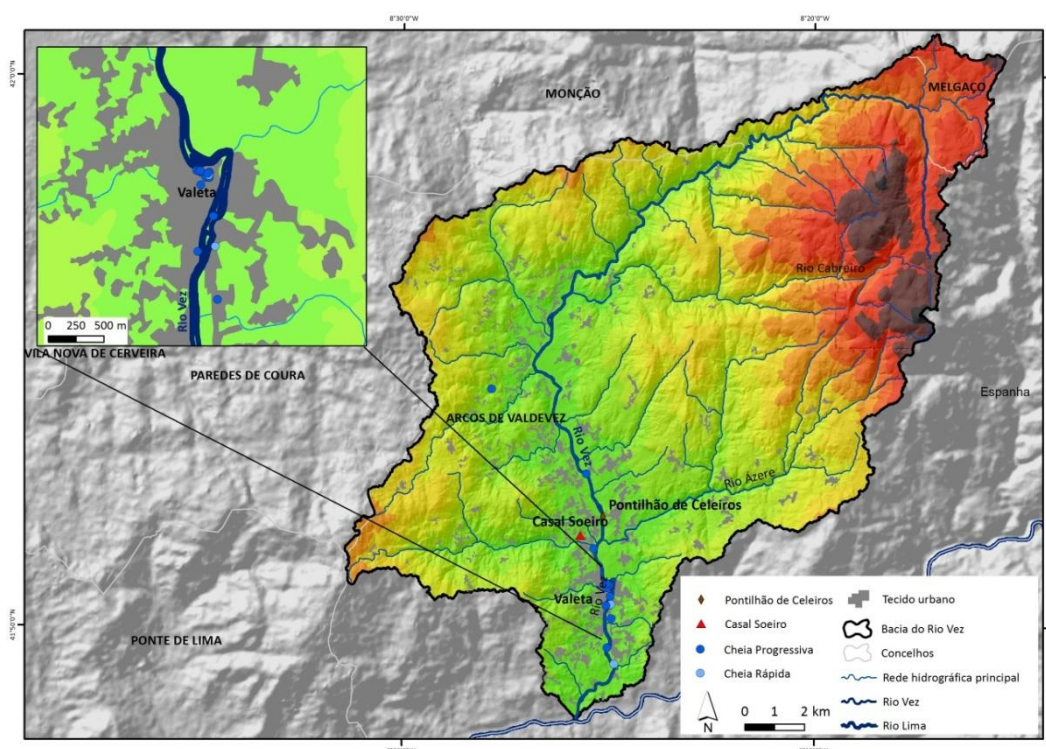 8°30'0"W
8°20'0"W
42°0'0"N
MONÇÃO
MELGAÇO
Valeta
Rio Vez
0 250 500 m
Rio Cabreiro
VILA NOVA DE CERVEIRA
PAREDES DE COURA
Espanha
ARCOS DE VALDEVEZ
Rio Vez
Rio Ázere
Pontilhão de Celeiros
Casal Soeiro
Valeta
Rio Vez
41°50'0"N
PONTE DE LIMA
Pontilhão de Celeiros
Casal Soeiro
Cheia Progressiva
Cheia Rápida
N
0 1 2 km
Tecido urbano
Bacia do Rio Vez
Concelhos
Rede hidrográfica principal
Rio Vez
Rio Lima